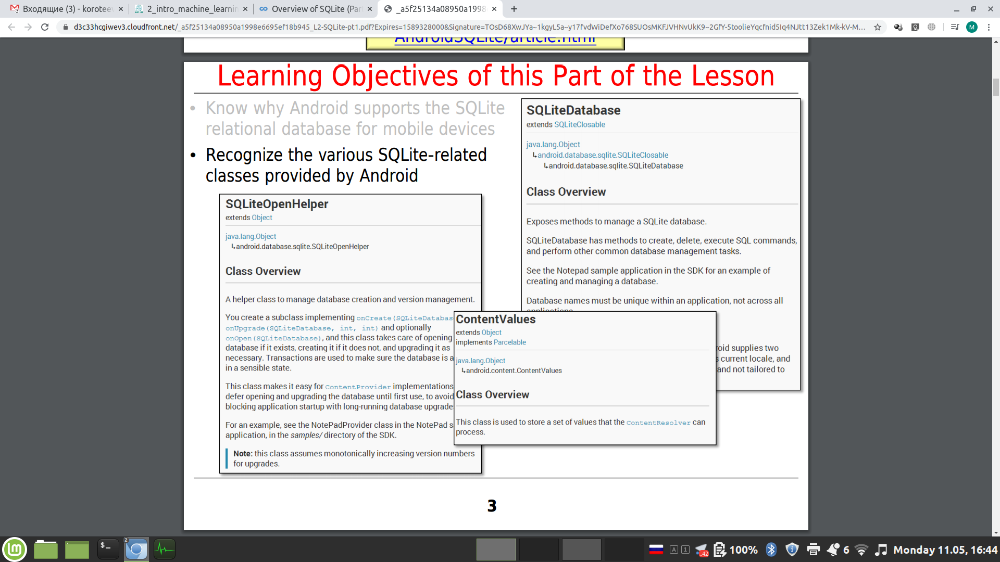 Входящие (3) - korotee
2_intro_machine_learnin
Overview of SQLite (Par
_a5f25134a08950a1998
d3c33hcgiwev3.cloudfront.net/_a5f25134a08950a1998e6695ef18b945_L2-SQLite-pt1.pdf?Expires=1589328000&Signature=TOsD68XwJYa~1kgyL5a~y17fvdWiDefXo768SUOsMKFJVHNvUkK9~2GfY-5toolieYqcfnid5Iq4NJtt13Zek1Mk-kV-M...
M
AndroidSQLite/article.html
Learning Objectives of this Part of the Lesson
• Know why Android supports the SQLite
relational database for mobile devices
• Recognize the various SQLite-related
classes provided by Android
SQLiteOpenHelper
extends Object
java.lang.Object
↳android.database.sqlite.SQLiteOpenHelper
Class Overview
A helper class to manage database creation and version management.
You create a subclass implementing onCreate(SQLiteDatabas
onUpgrade(SQLiteDatabase, int, int) and optionally
onOpen(SQLiteDatabase), and this class takes care of opening
database if it exists, creating it if it does not, and upgrading it as
necessary. Transactions are used to make sure the database is a
in a sensible state.
This class makes it easy for ContentProvider implementations
defer opening and upgrading the database until first use, to avoid
blocking application startup with long-running database upgrade
For an example, see the NotePadProvider class in the NotePad s
application, in the samples/ directory of the SDK.
Note: this class assumes monotonically increasing version numbers
for upgrades.
SQLiteDatabase
extends SQLiteClosable
java.lang.Object
↳android.database.sqlite.SQLiteClosable
↳android.database.sqlite.SQLiteDatabase
Class Overview
Exposes methods to manage a SQLite database.
SQLiteDatabase has methods to create, delete, execute SQL commands,
and perform other common database management tasks.
See the Notepad sample application in the SDK for an example of
creating and managing a database.
Database names must be unique within an application, not across all
applications.
roid supplies two
s current locale, and
and not tailored to
ContentValues
extends Object
implements Parcelable
java.lang.Object
↳android.content.ContentValues
Class Overview
This class is used to store a set of values that the ContentResolver can
process.
3
2
$_
A 1
42
100%
6
Monday 11.05, 16:44